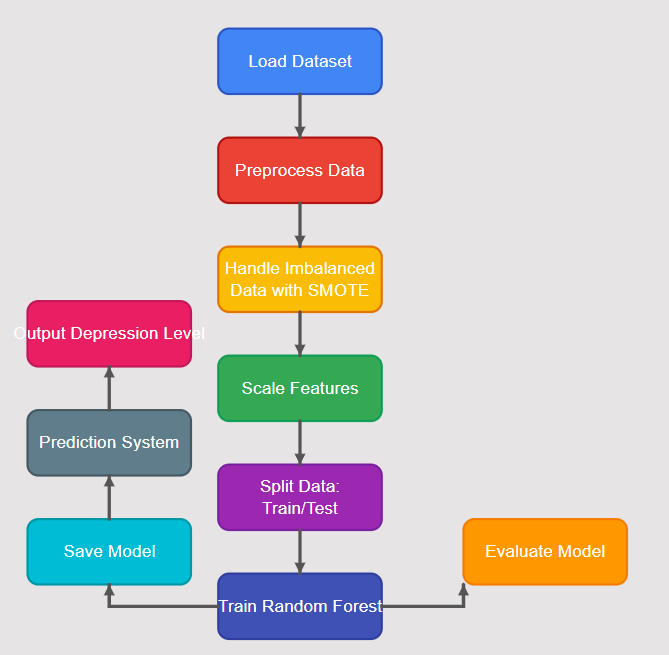 Load Dataset
Preprocess Data
Handle Imbalanced
Data with SMOTE
Output Depression Level
Scale Features
Prediction System
Split Data:
Train/Test
Save Model
Evaluate Model
Train Random Forest